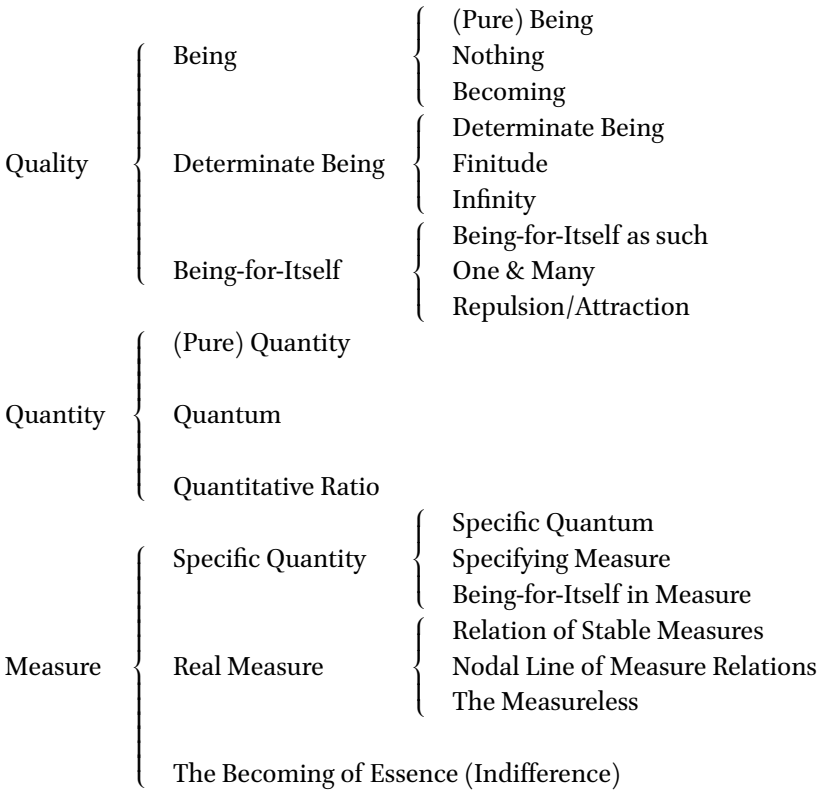 (Pure) Being
Being Nothing
Becoming
Determinate Being
Quality Determinate Being Finitude
Infinity
Being-for-Itself as such
Being-for-Itself One & Many
Repulsion/Attraction
(Pure) Quantity
Quantity Quantum
Quantitative Ratio
Specific Quantum
Specific Quantity Specifying Measure
Being-for-Itself in Measure
Relation of Stable Measures
Measure Real Measure Nodal Line of Measure Relations
The Measureless
The Becoming of Essence (Indifference)